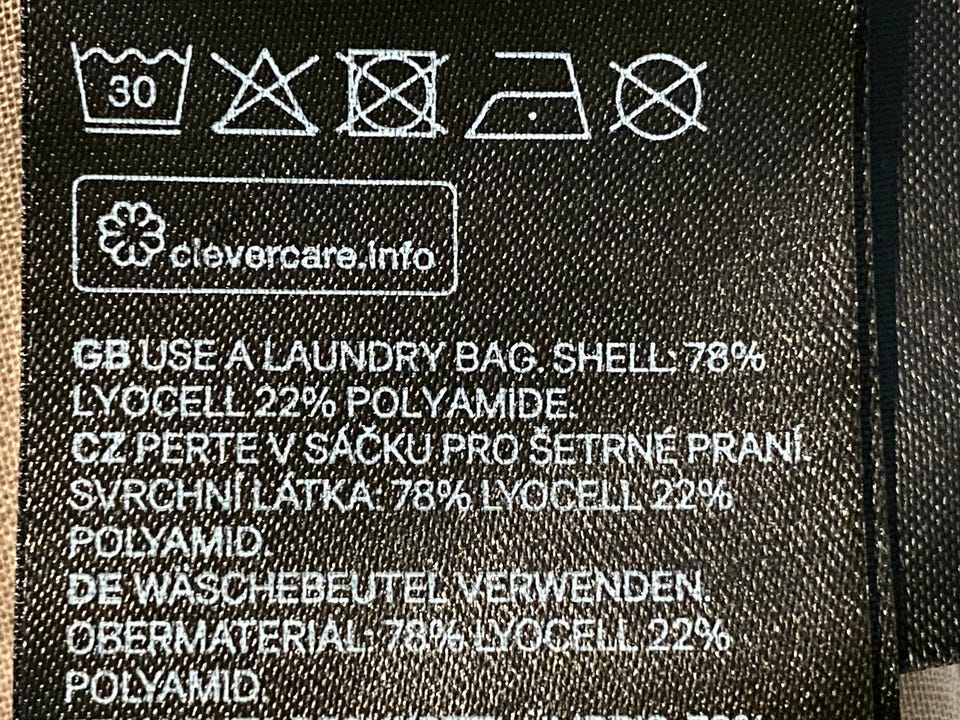 30
clevercare.info
GB USE A LAUNDRY BAG. SHELL: 78%
LYOCELL 22% POLYAMIDE.
CZ PERTE V SÁČKU PRO ŠETRNÉ PRANÍ.
SVRCHNÍ LÁTKA: 78% LYOCELL 22%
POLYAMID.
DE WÄSCHEBEUTEL VERWENDEN.
OBERMATERIAL: 78% LYOCELL 22%
POLYAMID.